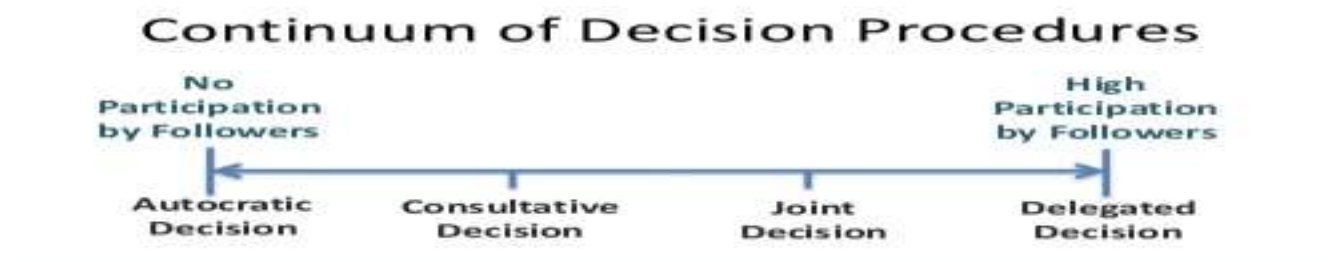 Continuum of Decision Procedures
No
Participation
by Followers
High
Participation
by Followers
Autocratic
Decision
Consultative
Decision
Joint
Decision
Delegated
Decision